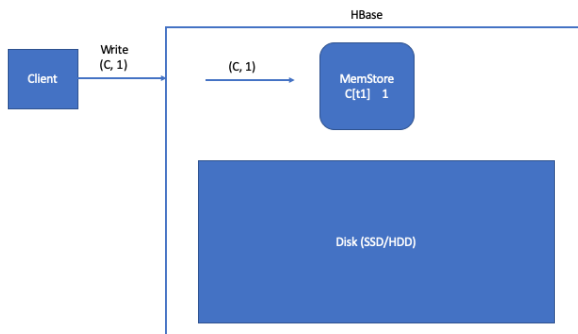 HBase
Write
(C, 1)
Client
(C, 1)
MemStore
C[t1] 1
Disk (SSD/HDD)